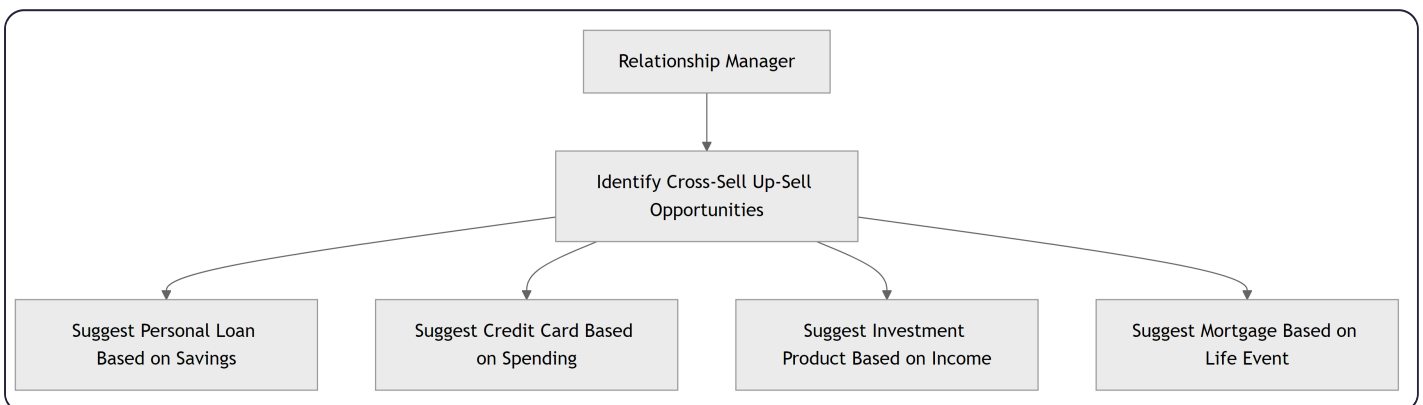 Relationship Manager
Identify Cross-Sell Up-Sell
Opportunities
Suggest Personal Loan
Based on Savings
Suggest Credit Card Based
on Spending
Suggest Investment
Product Based on Income
Suggest Mortgage Based on
Life Event